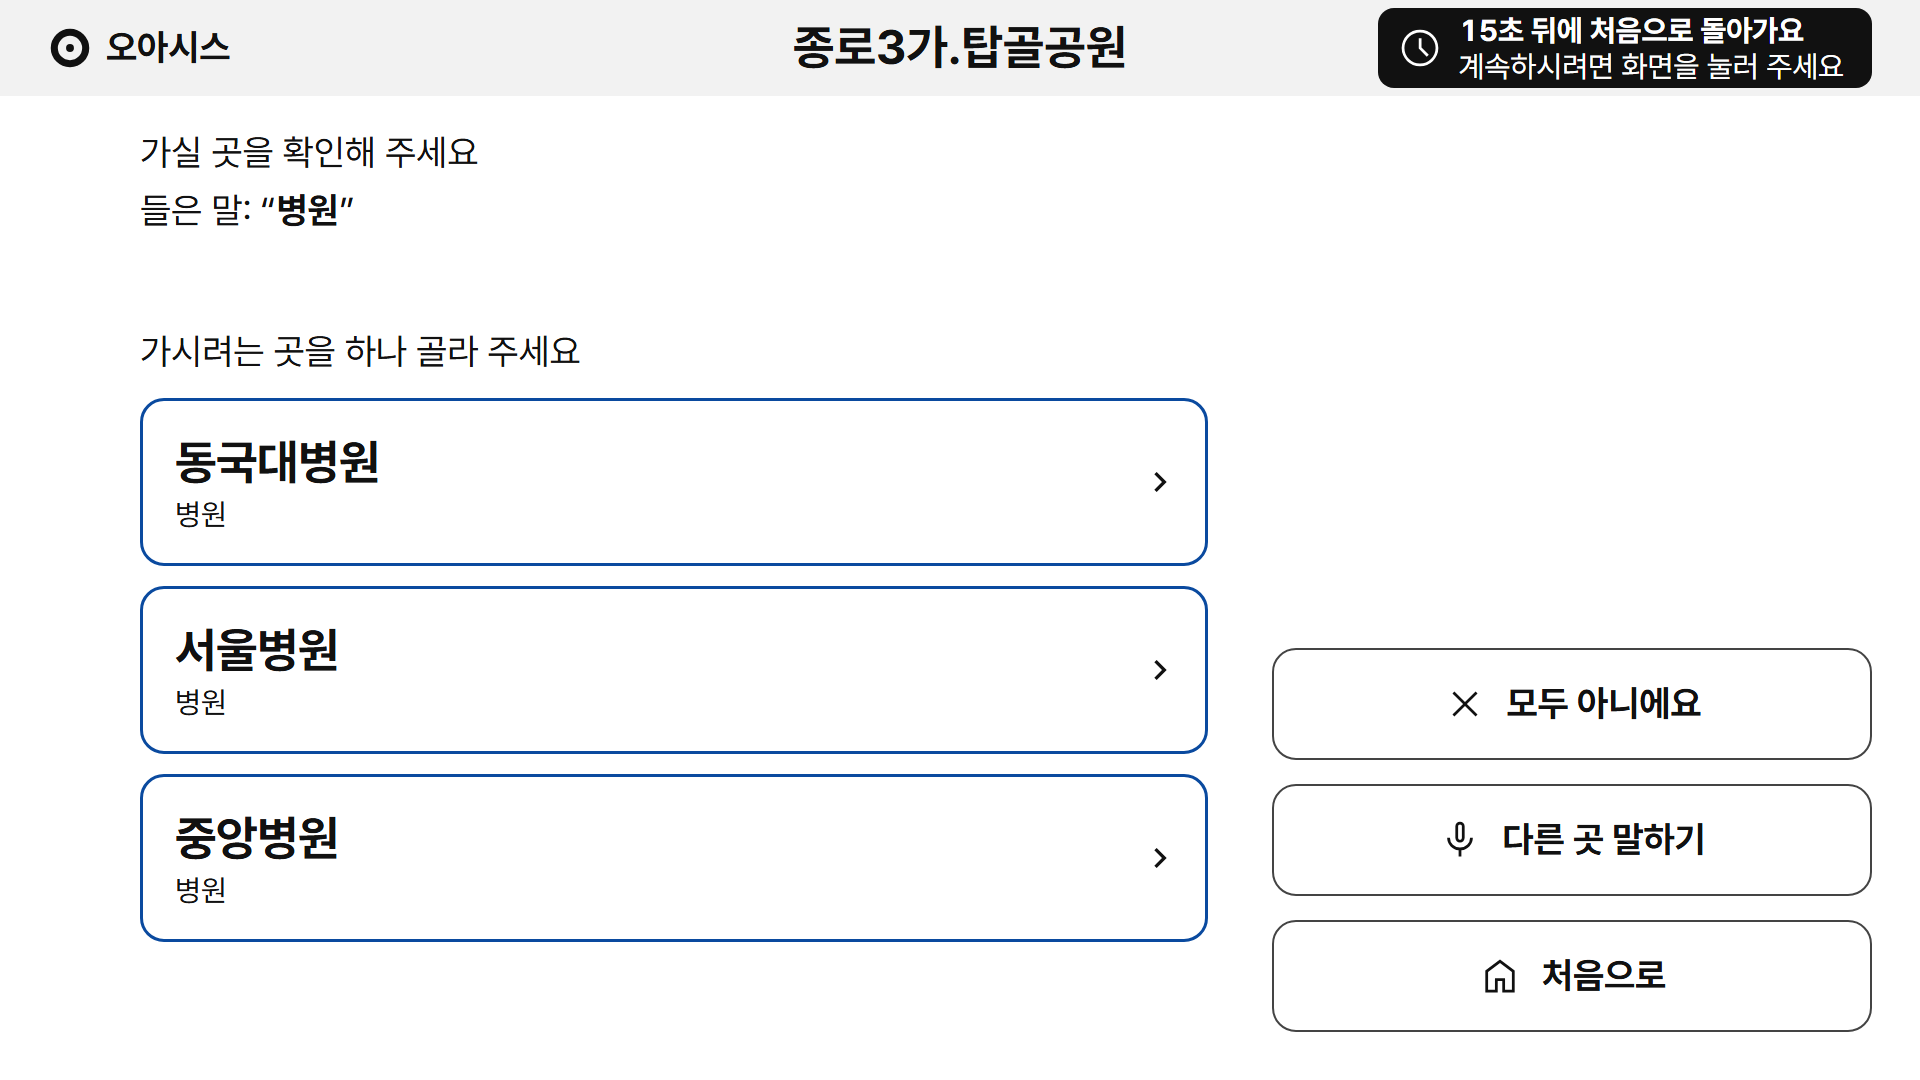 오아시스
종로3가.탑골공원
15초 뒤에 처음으로 돌아가요
계속하시려면 화면을 눌러 주세요
가실 곳을 확인해 주세요
들은 말: “병원”
가시려는 곳을 하나 골라 주세요
동국대병원
병원
서울병원
병원
중앙병원
병원
모두 아니에요
다른 곳 말하기
처음으로